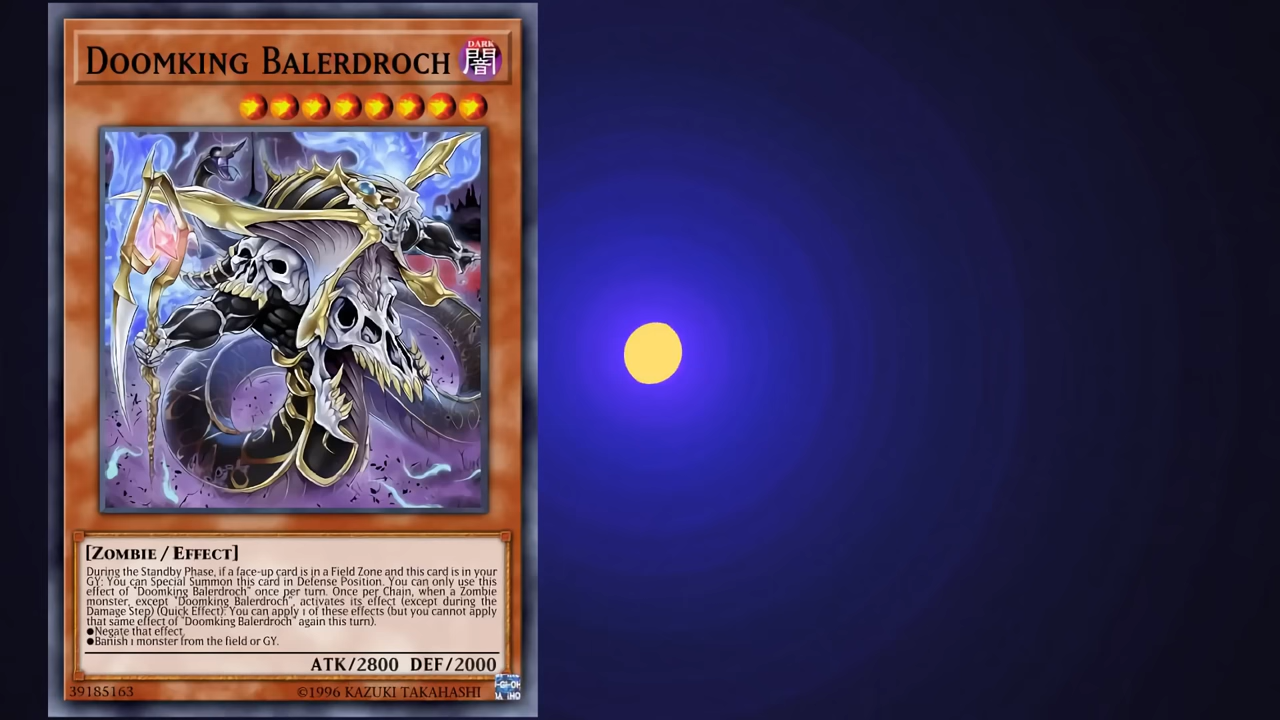 DOOMKING BALERDROCH
DARK
闇
[ZOMBIE / EFFECT]
During the Standby Phase, if a face-up card is in a Field Zone and this card is in your
GY: You can Special Summon this card in Defense Position. You can only use this
effect of "Doomking Balerdroch" once per turn. Once per Chain, when a Zombie
monster, except "Doomking Balerdroch", activates its effect (except during the
Damage Step) (Quick Effect): You can apply 1 of these effects (but you cannot apply
that same effect of "Doomking Balerdroch" again this turn).
●Negate that effect.
●Banish 1 monster from the field or GY.
ATK/2800 DEF/2000
39185163
©1996 KAZUKI TAKAHASHI